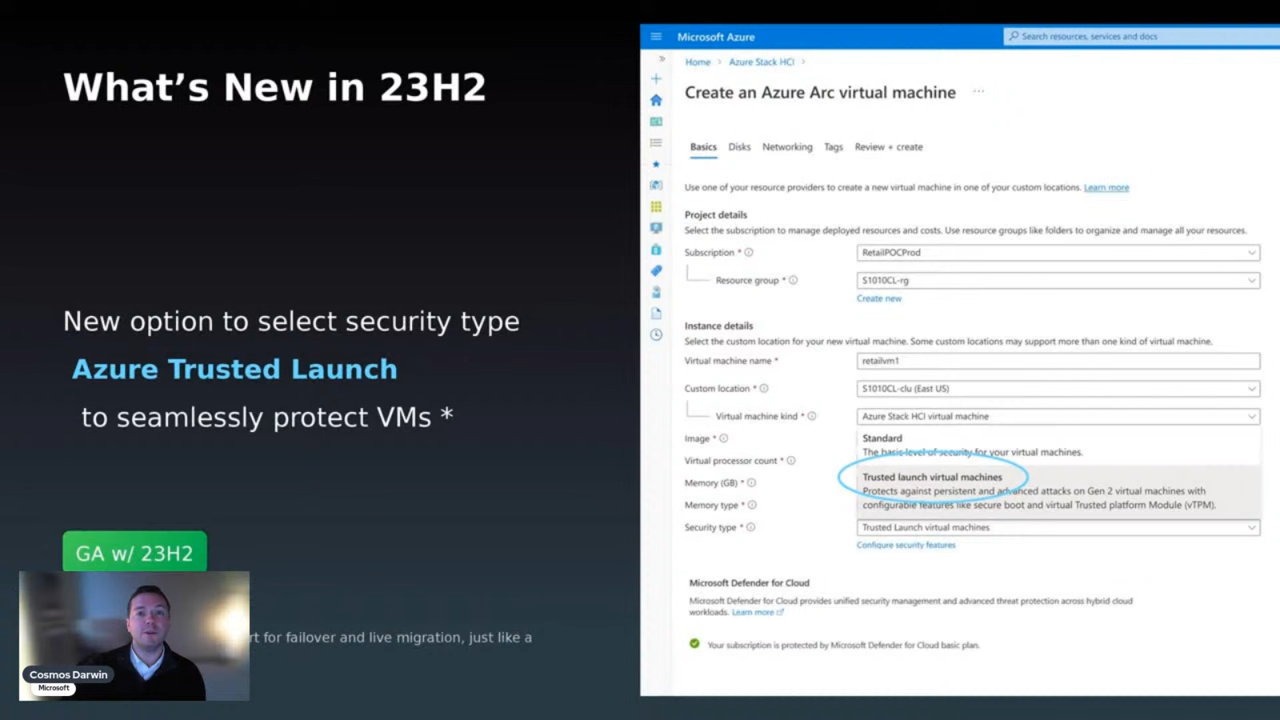 What's New in 23H2
New option to select security type
Azure Trusted Launch
to seamlessly protect VMs *
GA w/ 23H2
rt for failover and live migration, just like a
Cosmos Darwin
Microsoft
Microsoft Azure
Search resources, services and docs
Home > Azure Stack HCI >
Create an Azure Arc virtual machine ...
Basics Disks Networking Tags Review + create
Use one of your resource providers to create a new virtual machine in one of your custom locations. Learn more
Project details
Select the subscription to manage deployed resources and costs. Use resource groups like folders to organize and manage all your resources.
Subscription * RetailPOCProd
Resource group * S1010CL-rg
Create new
Instance details
Select the custom location for your new virtual machine. Some custom locations may support more than one kind of virtual machine.
Virtual machine name * retailvm1
Custom location * S1010CL-clu (East US)
Virtual machine kind * Azure Stack HCI virtual machine
Image *
Standard
The basic level of security for your virtual machines.
Virtual processor count *
Trusted launch virtual machines
Memory (GB) *
Protects against persistent and advanced attacks on Gen 2 virtual machines with
Memory type *
configurable features like secure boot and virtual Trusted platform Module (vTPM).
Security type * Trusted Launch virtual machines
Configure security features
Microsoft Defender for Cloud
Microsoft Defender for Cloud provides unified security management and advanced threat protection across hybrid cloud
workloads. Learn more
Your subscription is protected by Microsoft Defender for Cloud basic plan.